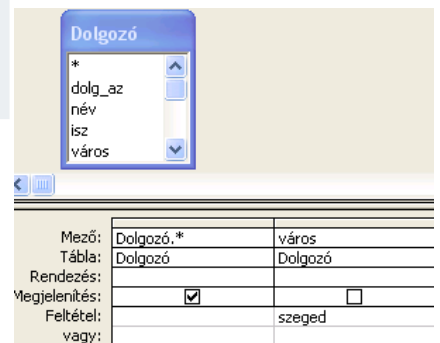 Dolgozó
*
dolg_az
név
isz
város
Mező: Dolgozó.* város
Tábla: Dolgozó Dolgozó
Rendezés:
Megjelenítés:
Feltétel: szeged
vagy: